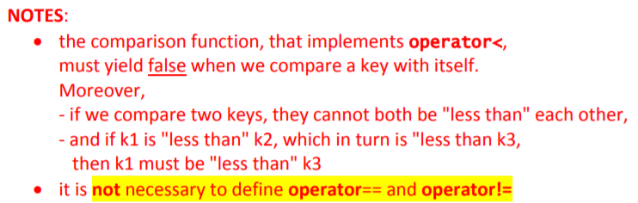 NOTES:
• the comparison function, that implements operator<,
must yield false when we compare a key with itself.
Moreover,
- if we compare two keys, they cannot both be "less than" each other,
- and if k1 is "less than" k2, which in turn is "less than k3,
then k1 must be "less than" k3
• it is not necessary to define operator== and operator!=